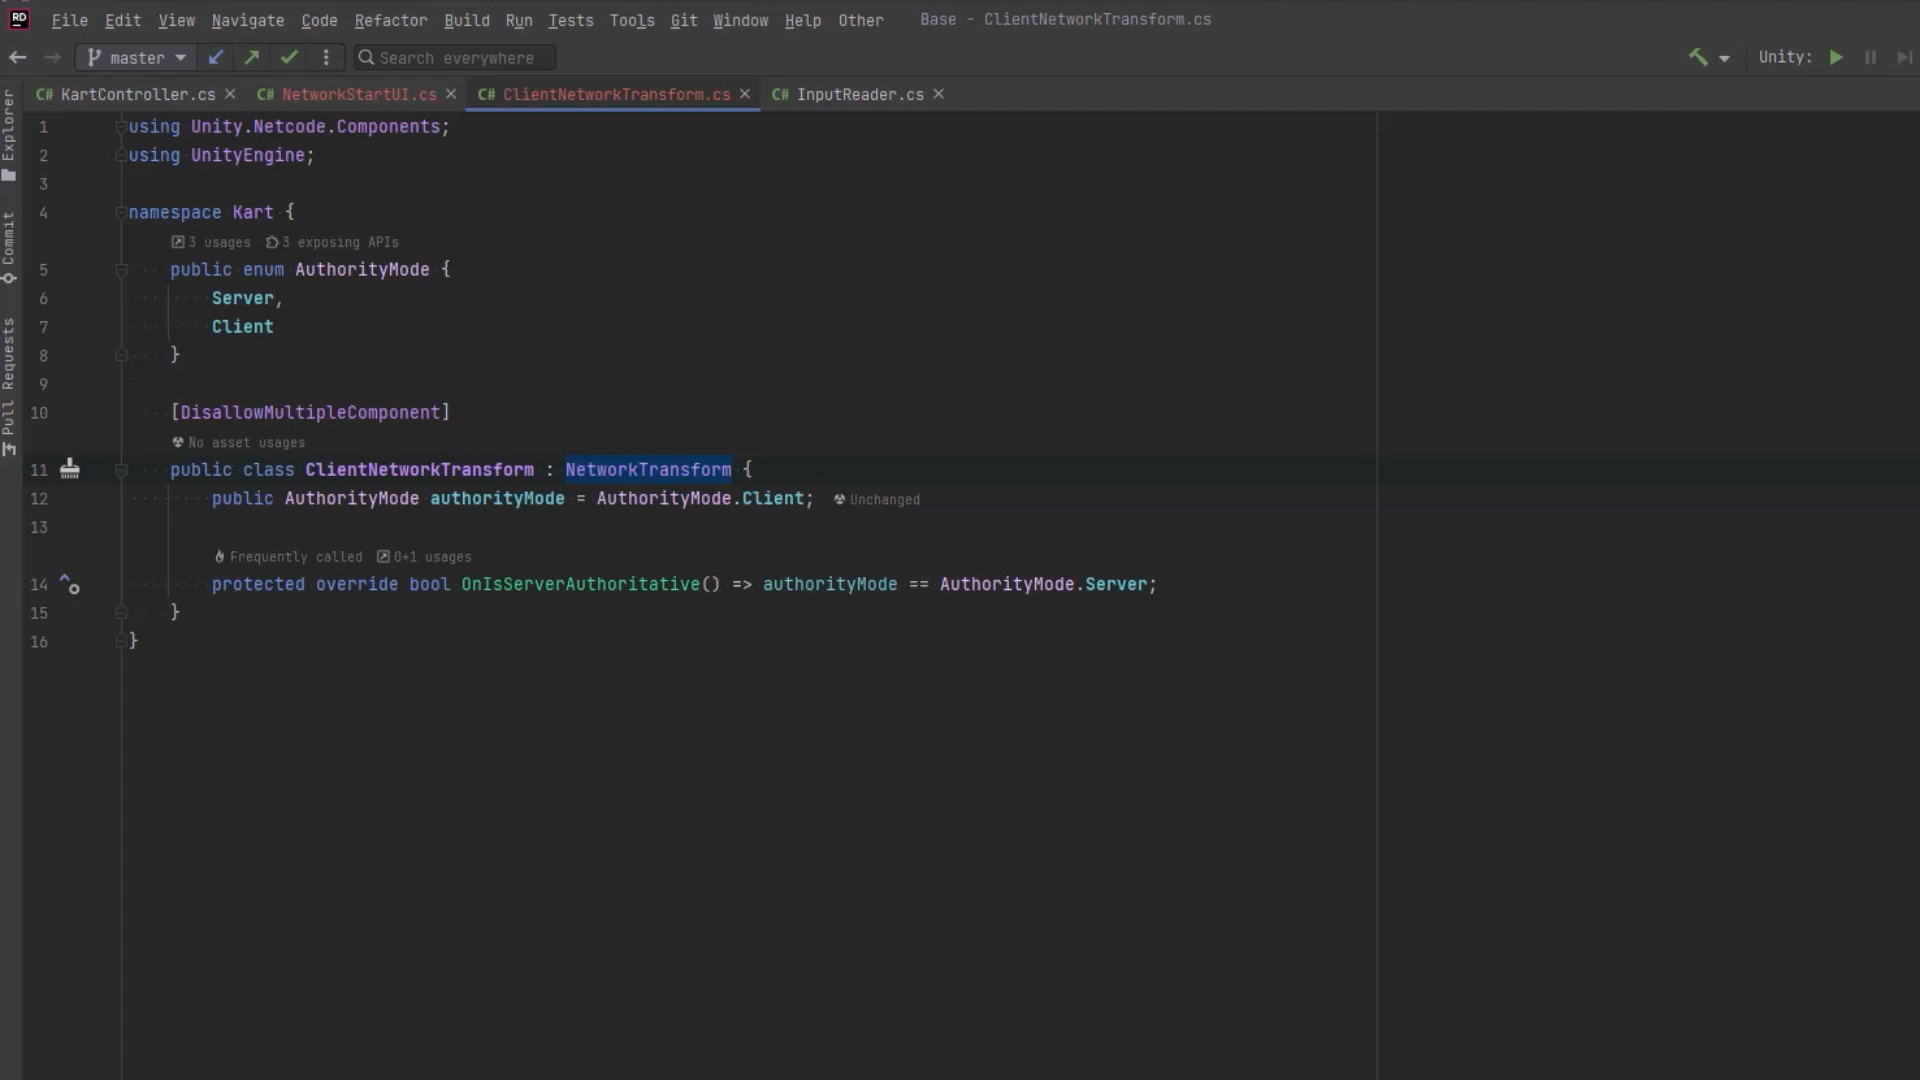 RD File Edit View Navigate Code Refactor Build Run Tests Tools Git Window Help Other Base - ClientNetworkTransform.cs
master Search everywhere Unity:
C# KartController.cs C# NetworkStartUI.cs C# ClientNetworkTransform.cs C# InputReader.cs
Explorer
Commit
Pull Requests
1 using Unity.Netcode.Components;
2 using UnityEngine;
3
4 namespace Kart {
3 usages 3 exposing APIs
5 public enum AuthorityMode {
6 Server,
7 Client
8 }
9
10 [DisallowMultipleComponent]
No asset usages
11 public class ClientNetworkTransform : NetworkTransform {
12 public AuthorityMode authorityMode = AuthorityMode.Client; Unchanged
13
Frequently called 0+1 usages
14 protected override bool OnIsServerAuthoritative() => authorityMode == AuthorityMode.Server;
15 }
16 }